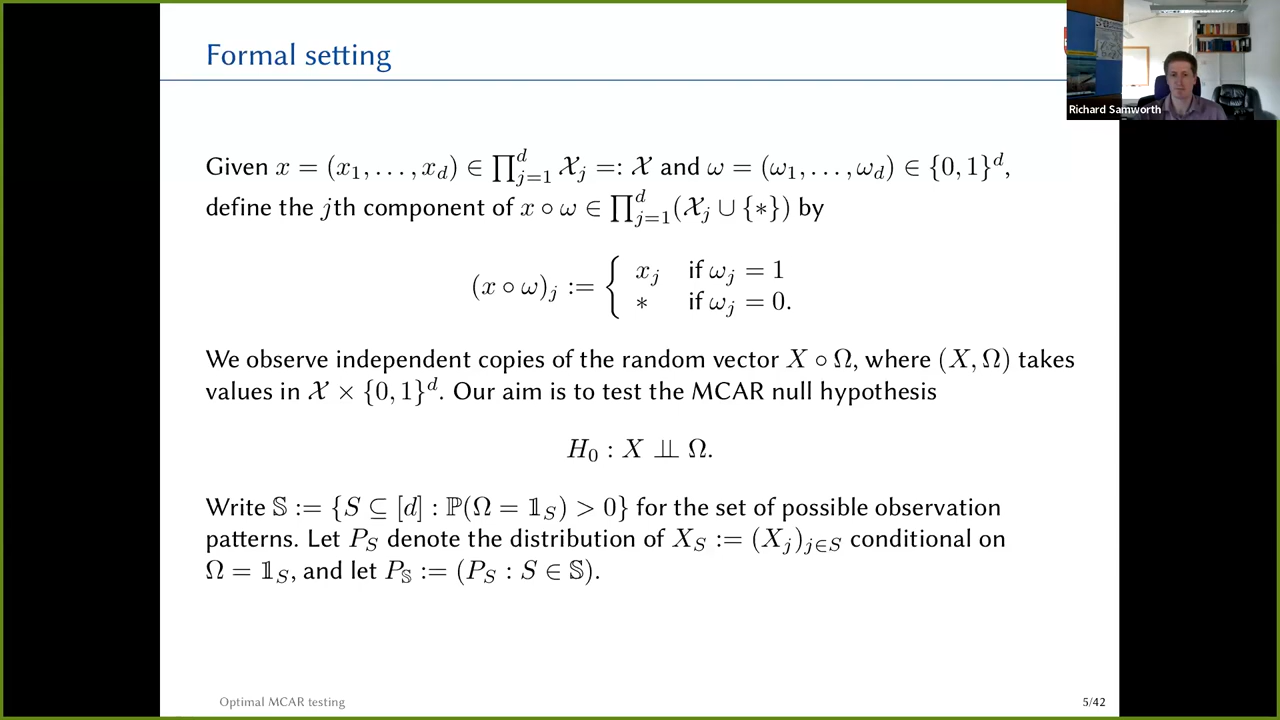 Formal setting
Richard Samworth
Given x = (x₁, . . . , x_d) ∈ ∏_{j=1}^d 𝒳_j =: 𝒳 and ω = (ω₁, . . . , ω_d) ∈ {0, 1}^d,
define the jth component of x ∘ ω ∈ ∏_{j=1}^d (𝒳_j ∪ {*}) by
(x ∘ ω)_j := { x_j if ω_j = 1
* if ω_j = 0.
We observe independent copies of the random vector X ∘ Ω, where (X, Ω) takes
values in 𝒳 × {0, 1}^d. Our aim is to test the MCAR null hypothesis
H₀ : X ⫫ Ω.
Write 𝕊 := {S ⊆ [d] : ℙ(Ω = 𝟙_S) > 0} for the set of possible observation
patterns. Let P_S denote the distribution of X_S := (X_j)_{j∈S} conditional on
Ω = 𝟙_S, and let P_𝕊 := (P_S : S ∈ 𝕊).
Optimal MCAR testing
5/42